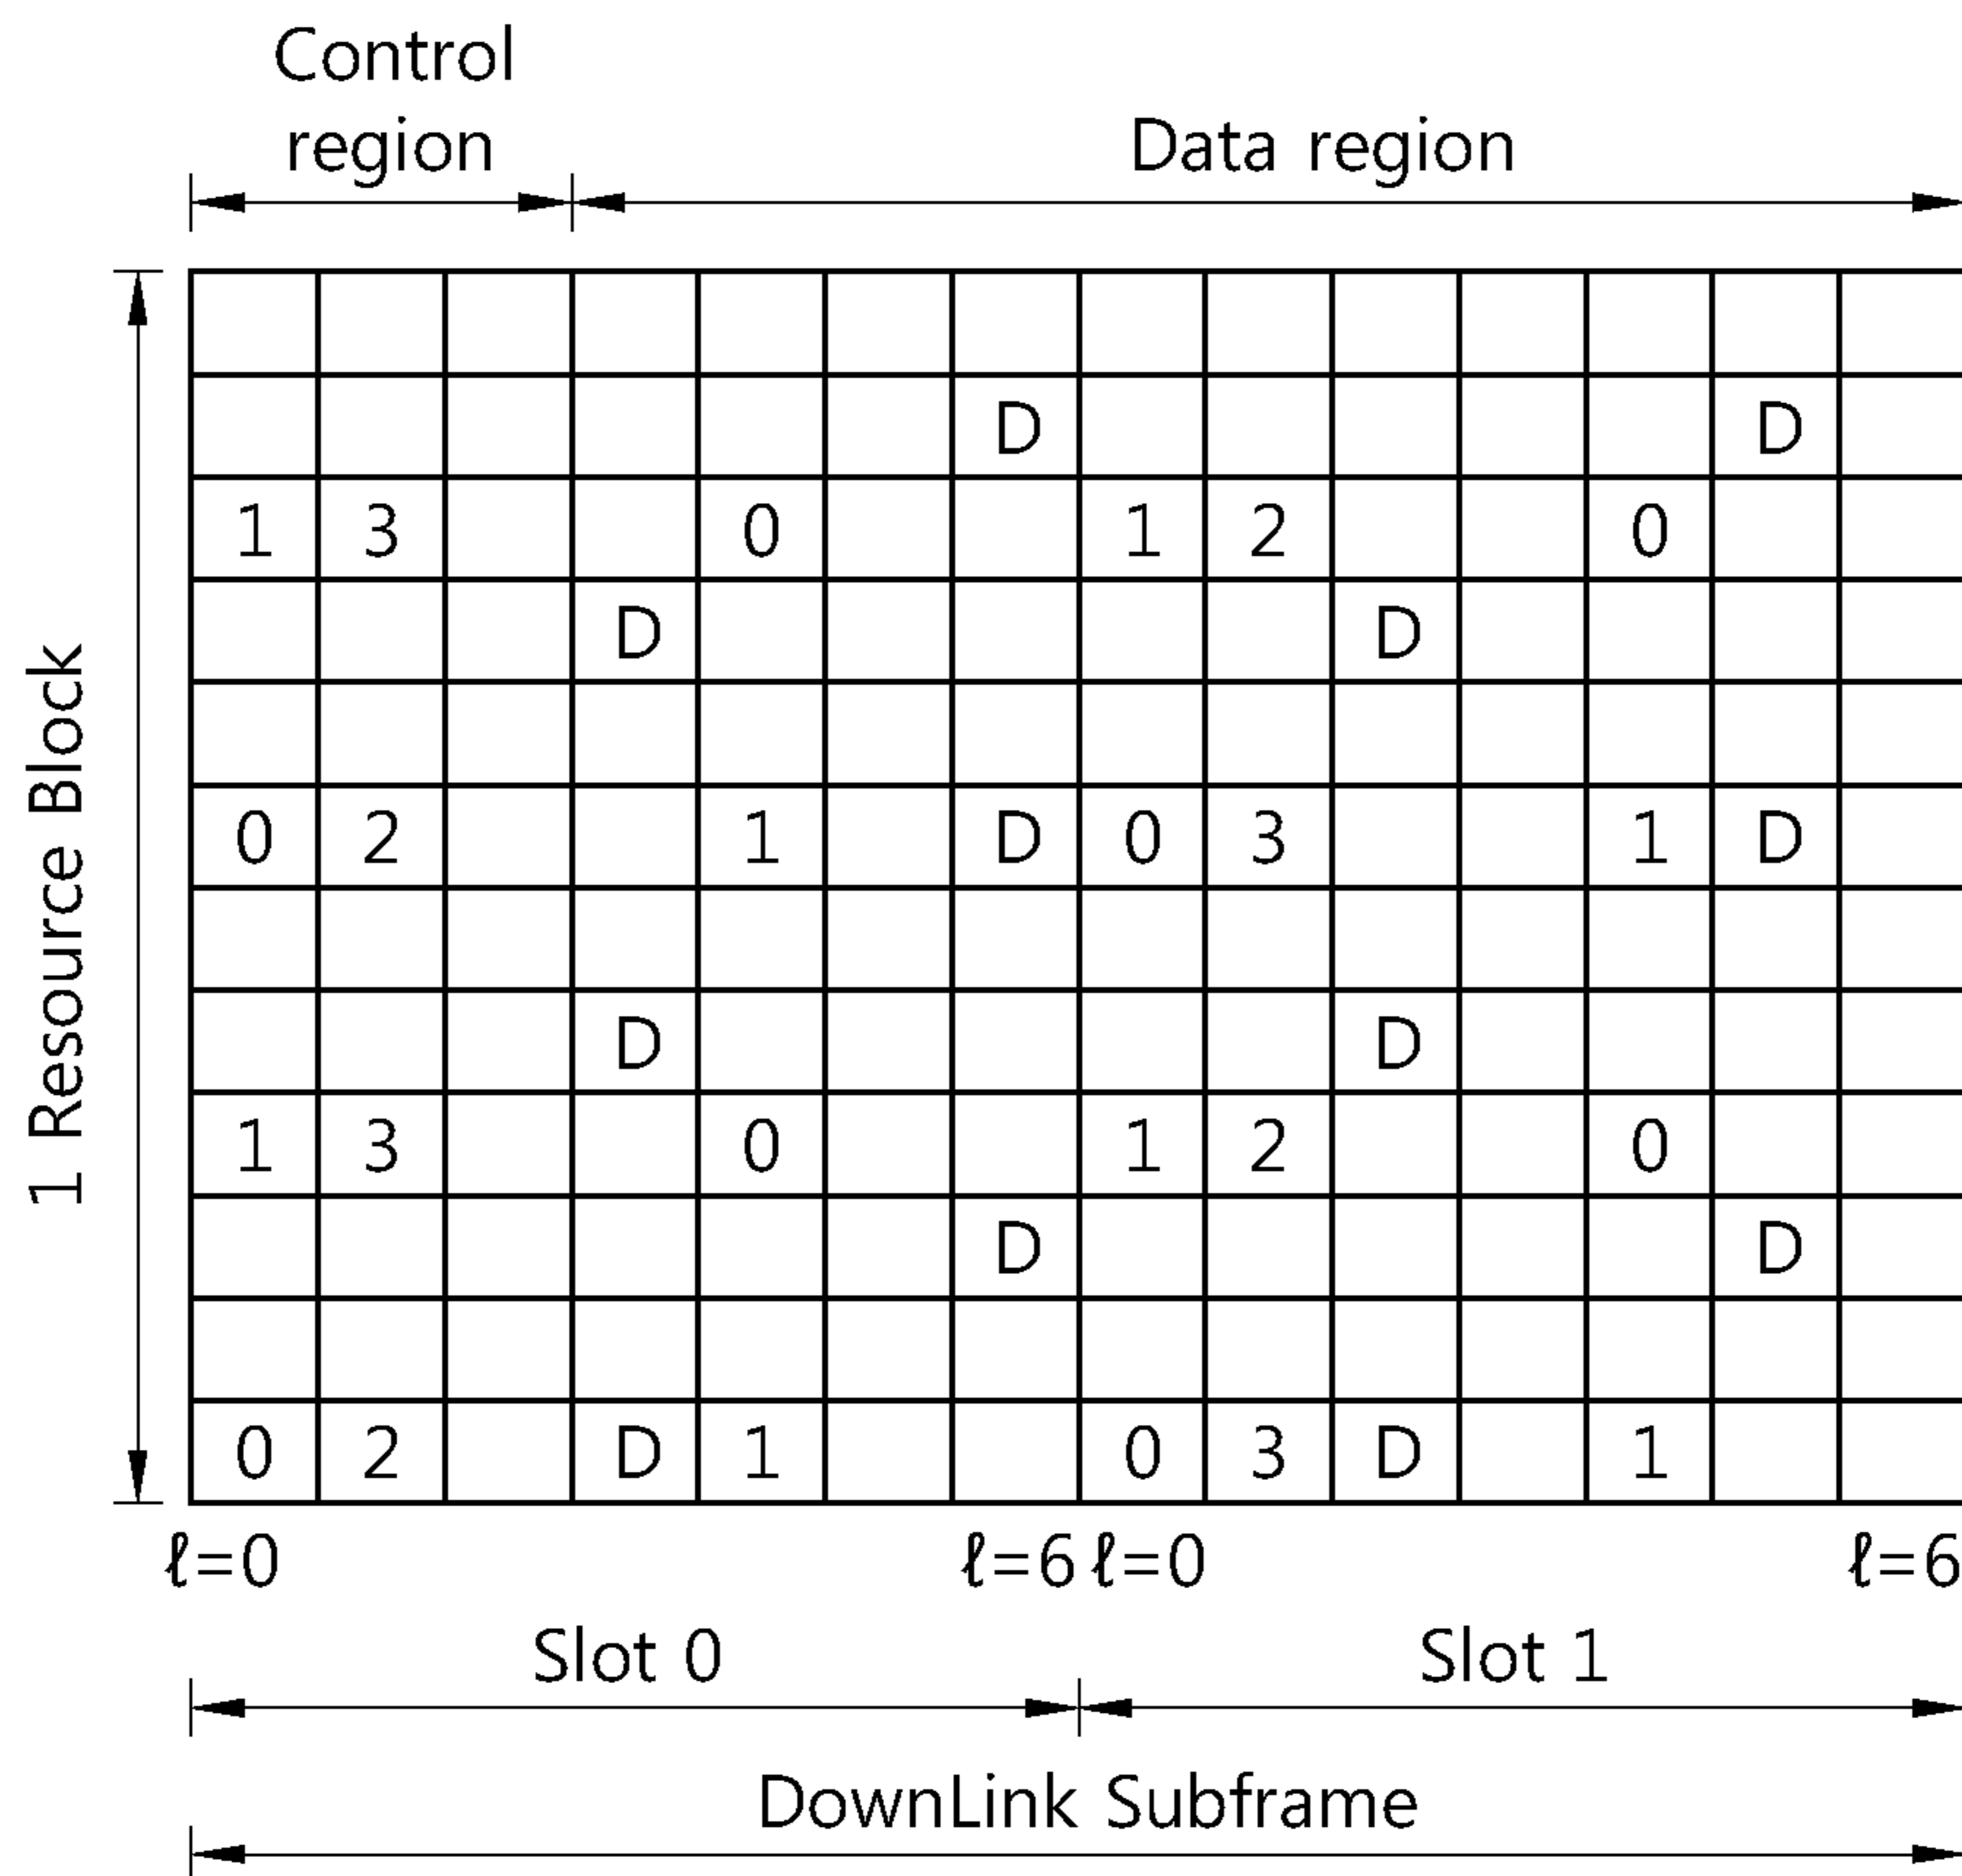 Control
region
Data region
D D
1 3 0 1 2 0
D D
0 2 1 D 0 3 1 D
D D
1 3 0 1 2 0
D D
0 2 D 1 0 3 D 1
1 Resource Block
ℓ=0 ℓ=6 ℓ=0 ℓ=6
Slot 0 Slot 1
DownLink Subframe